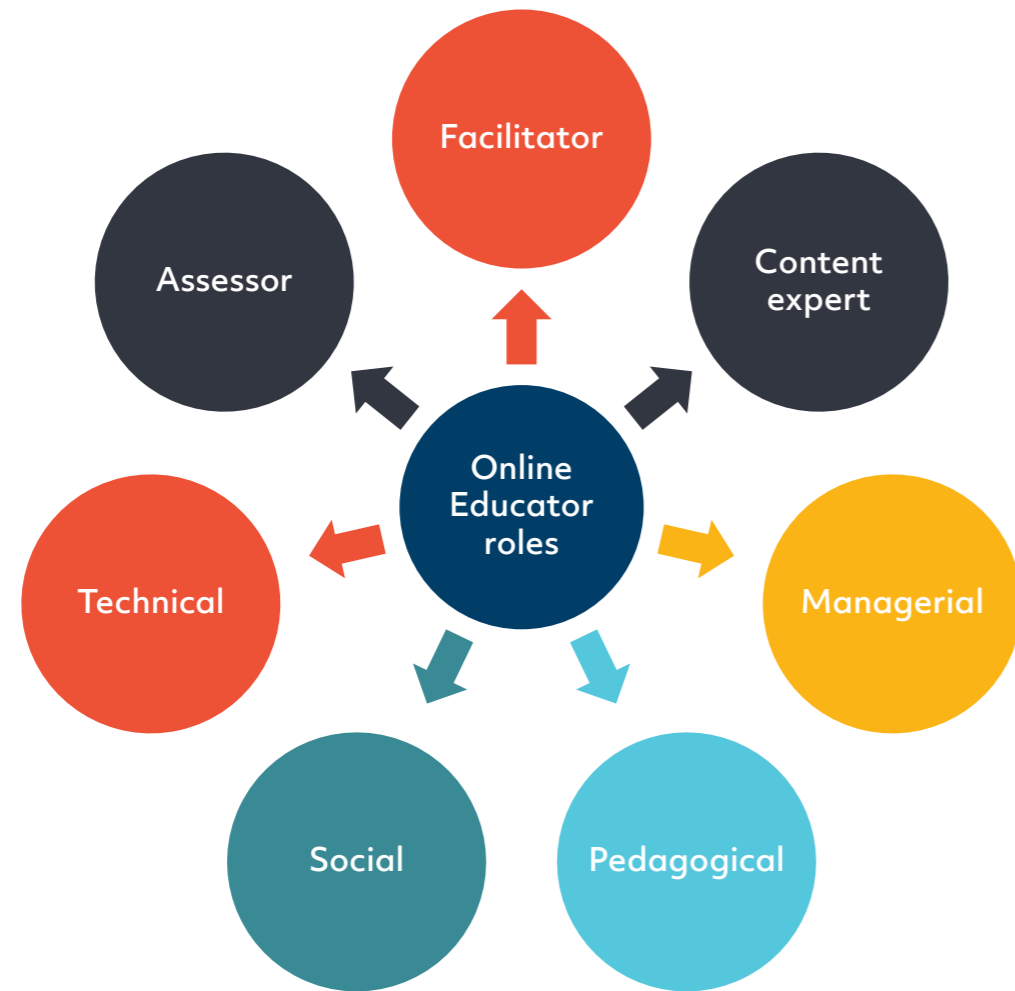 Facilitator
Assessor
Content
expert
Online
Educator
roles
Technical
Managerial
Social
Pedagogical